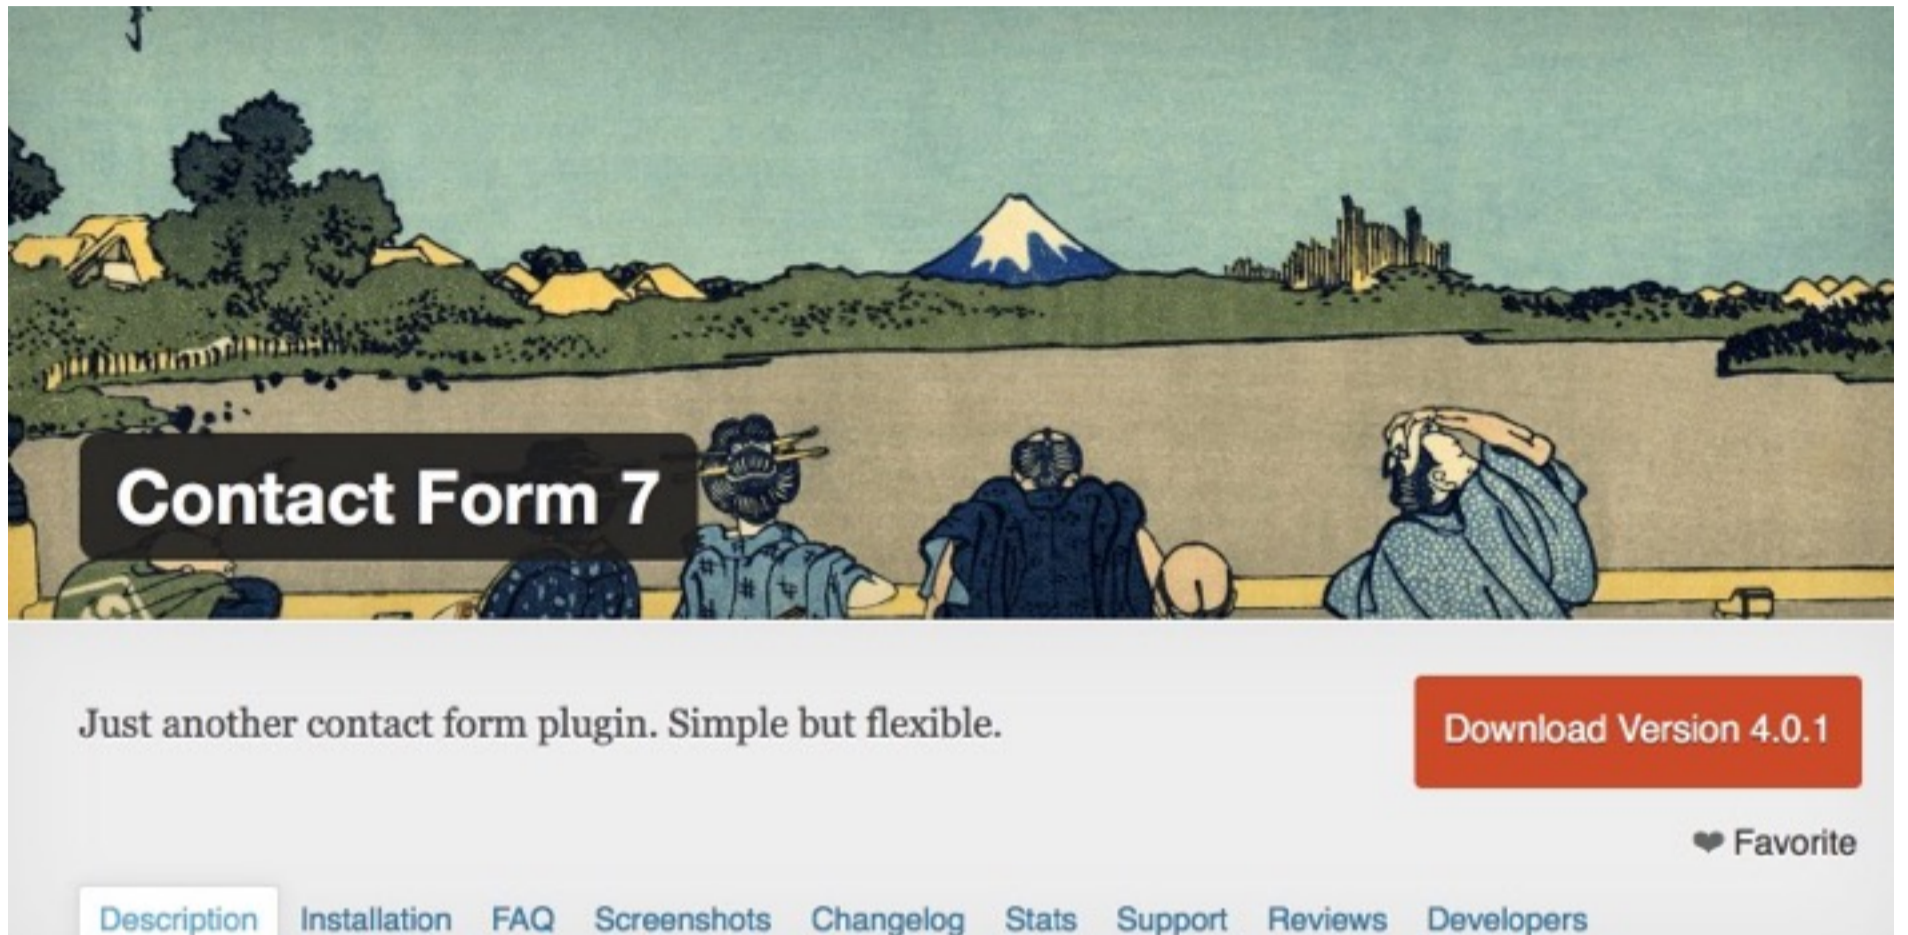 Contact Form 7
Just another contact form plugin. Simple but flexible.
Download Version 4.0.1
Favorite
Description Installation FAQ Screenshots Changelog Stats Support Reviews Developers